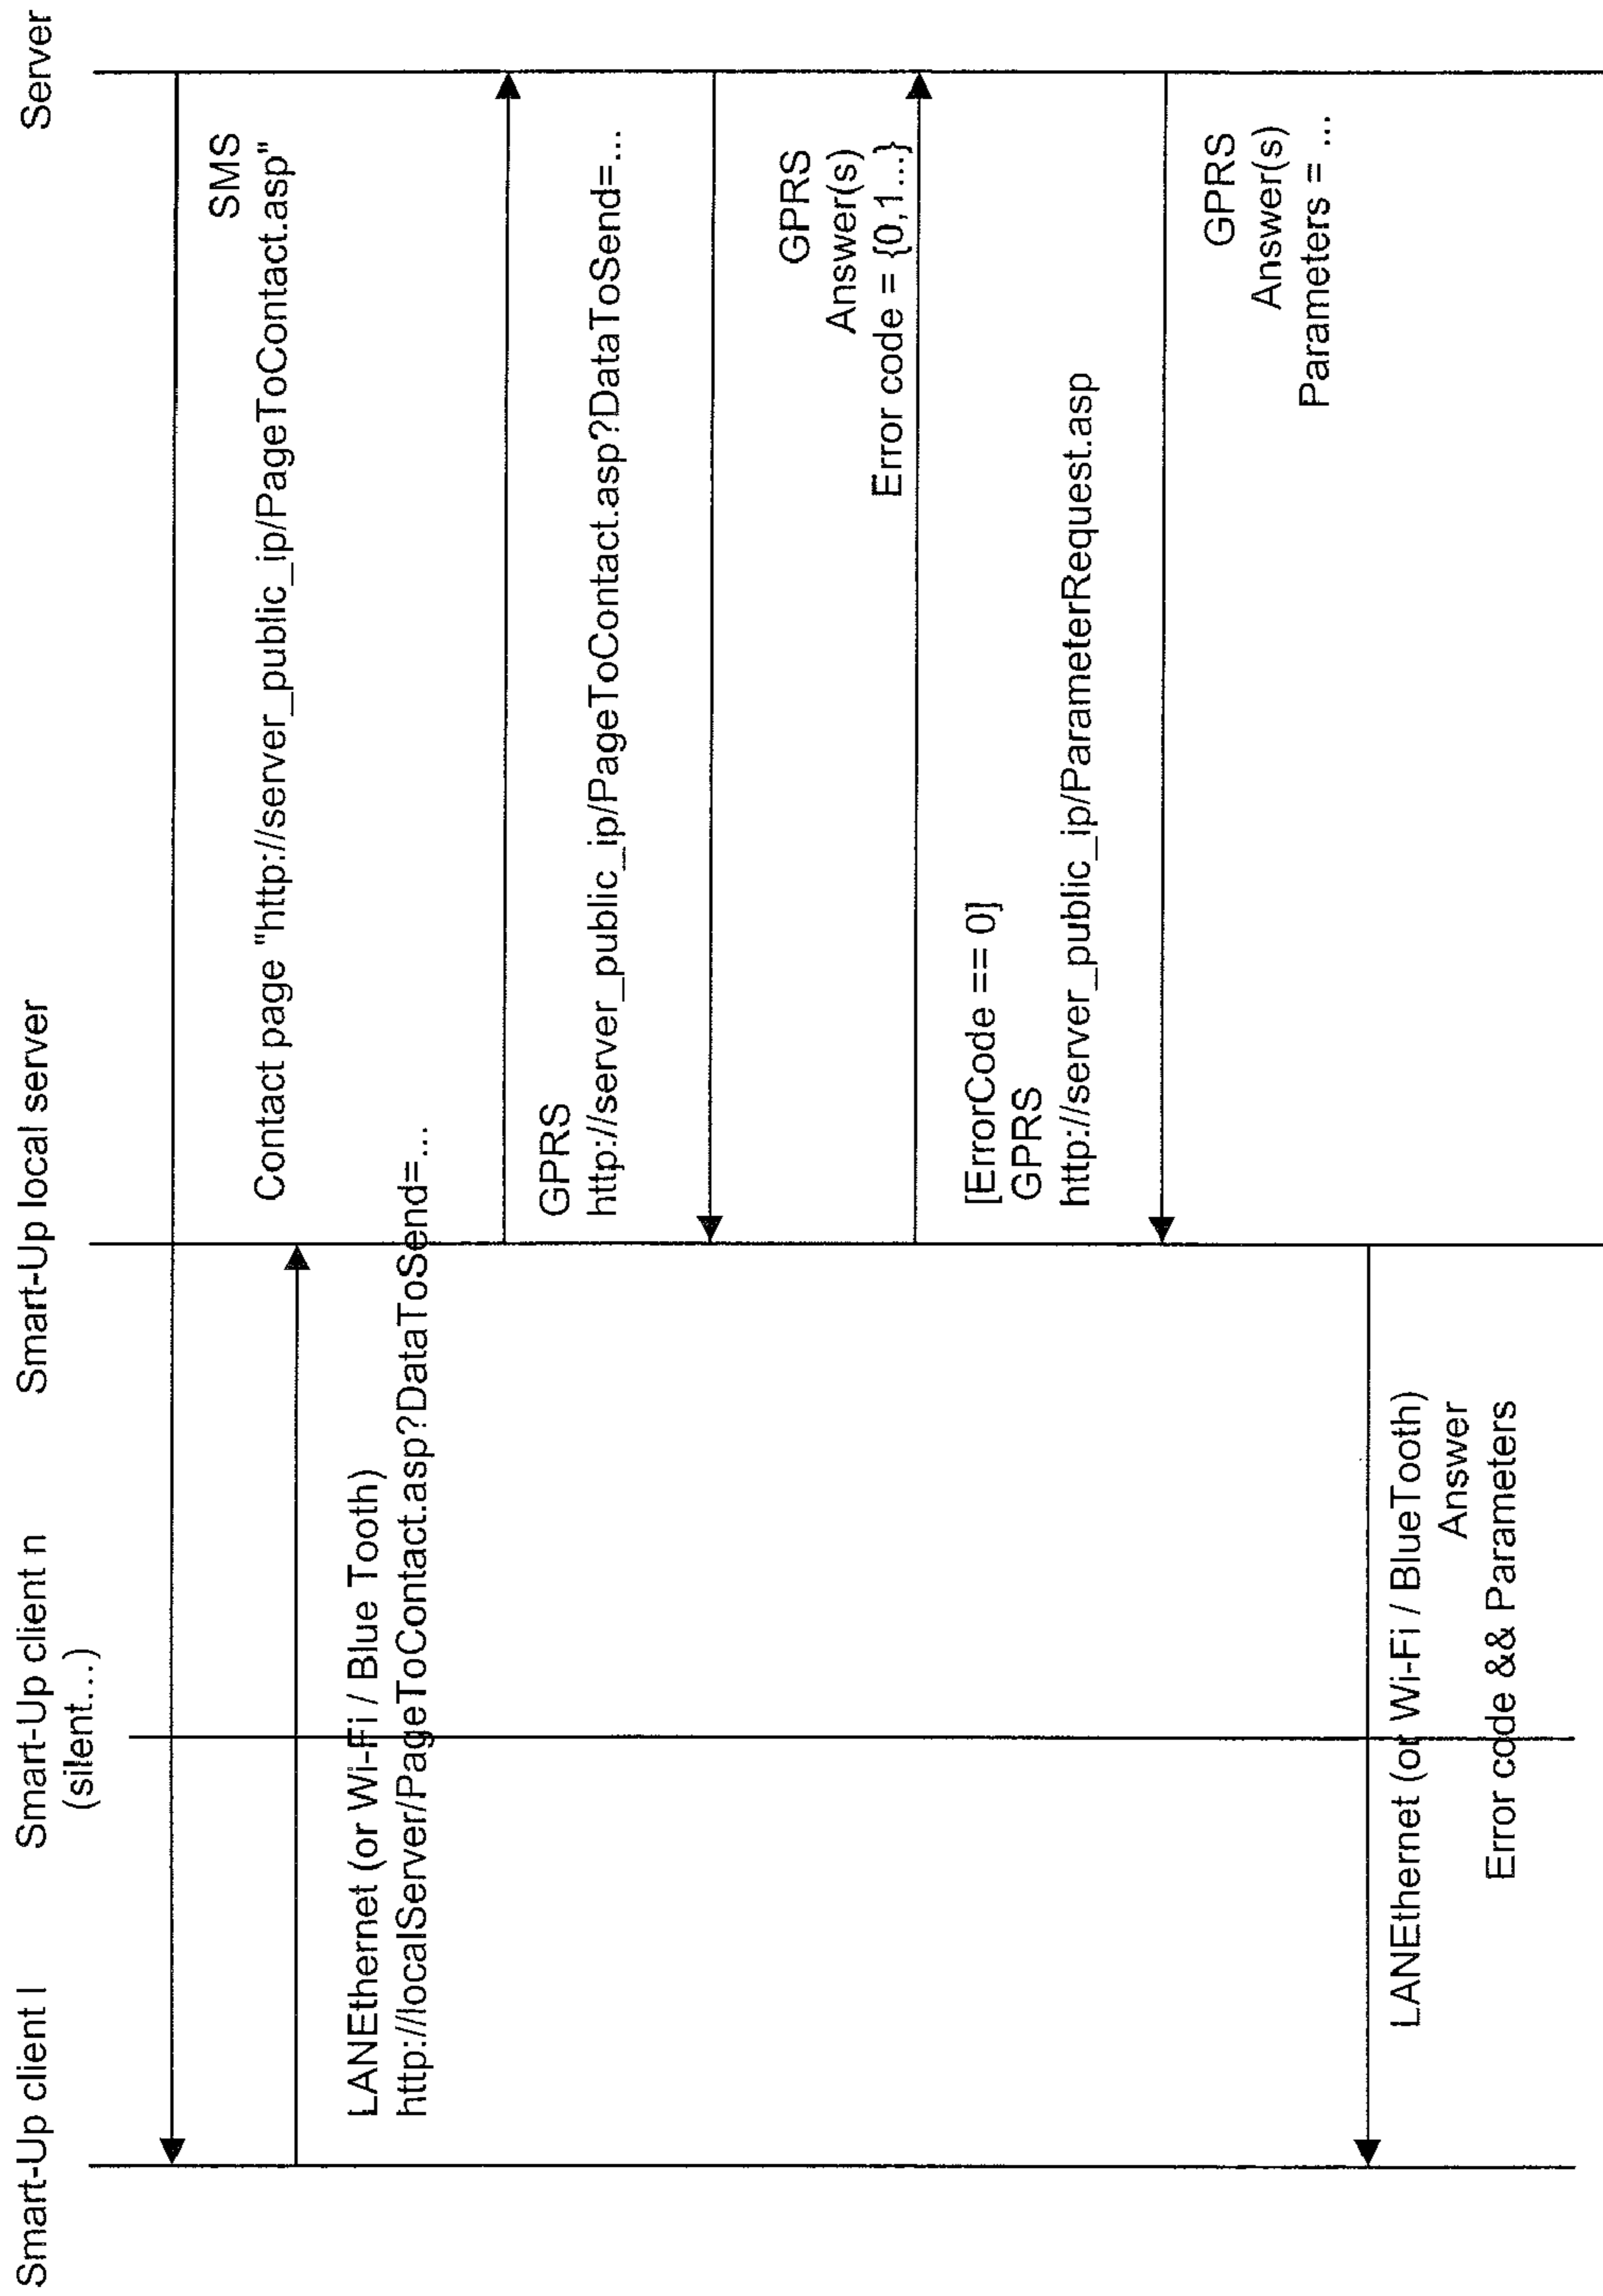 Smart-Up client I
Smart-Up client n
(silent...)
Smart-Up local server
Server
SMS
Contact page "http://server_public_ip/PageToContact.asp"
LANEthernet (or Wi-Fi / Blue Tooth)
http://localServer/PageToContact.asp?DataToSend=...
GPRS
http://server_public_ip/PageToContact.asp?DataToSend=...
GPRS
Answer(s)
Error code = {0,1...}
[ErrorCode == 0]
GPRS
http://server_public_ip/ParameterRequest.asp
GPRS
Answer(s)
Parameters = ...
LANEthernet (or Wi-Fi / BlueTooth)
Answer
Error code && Parameters